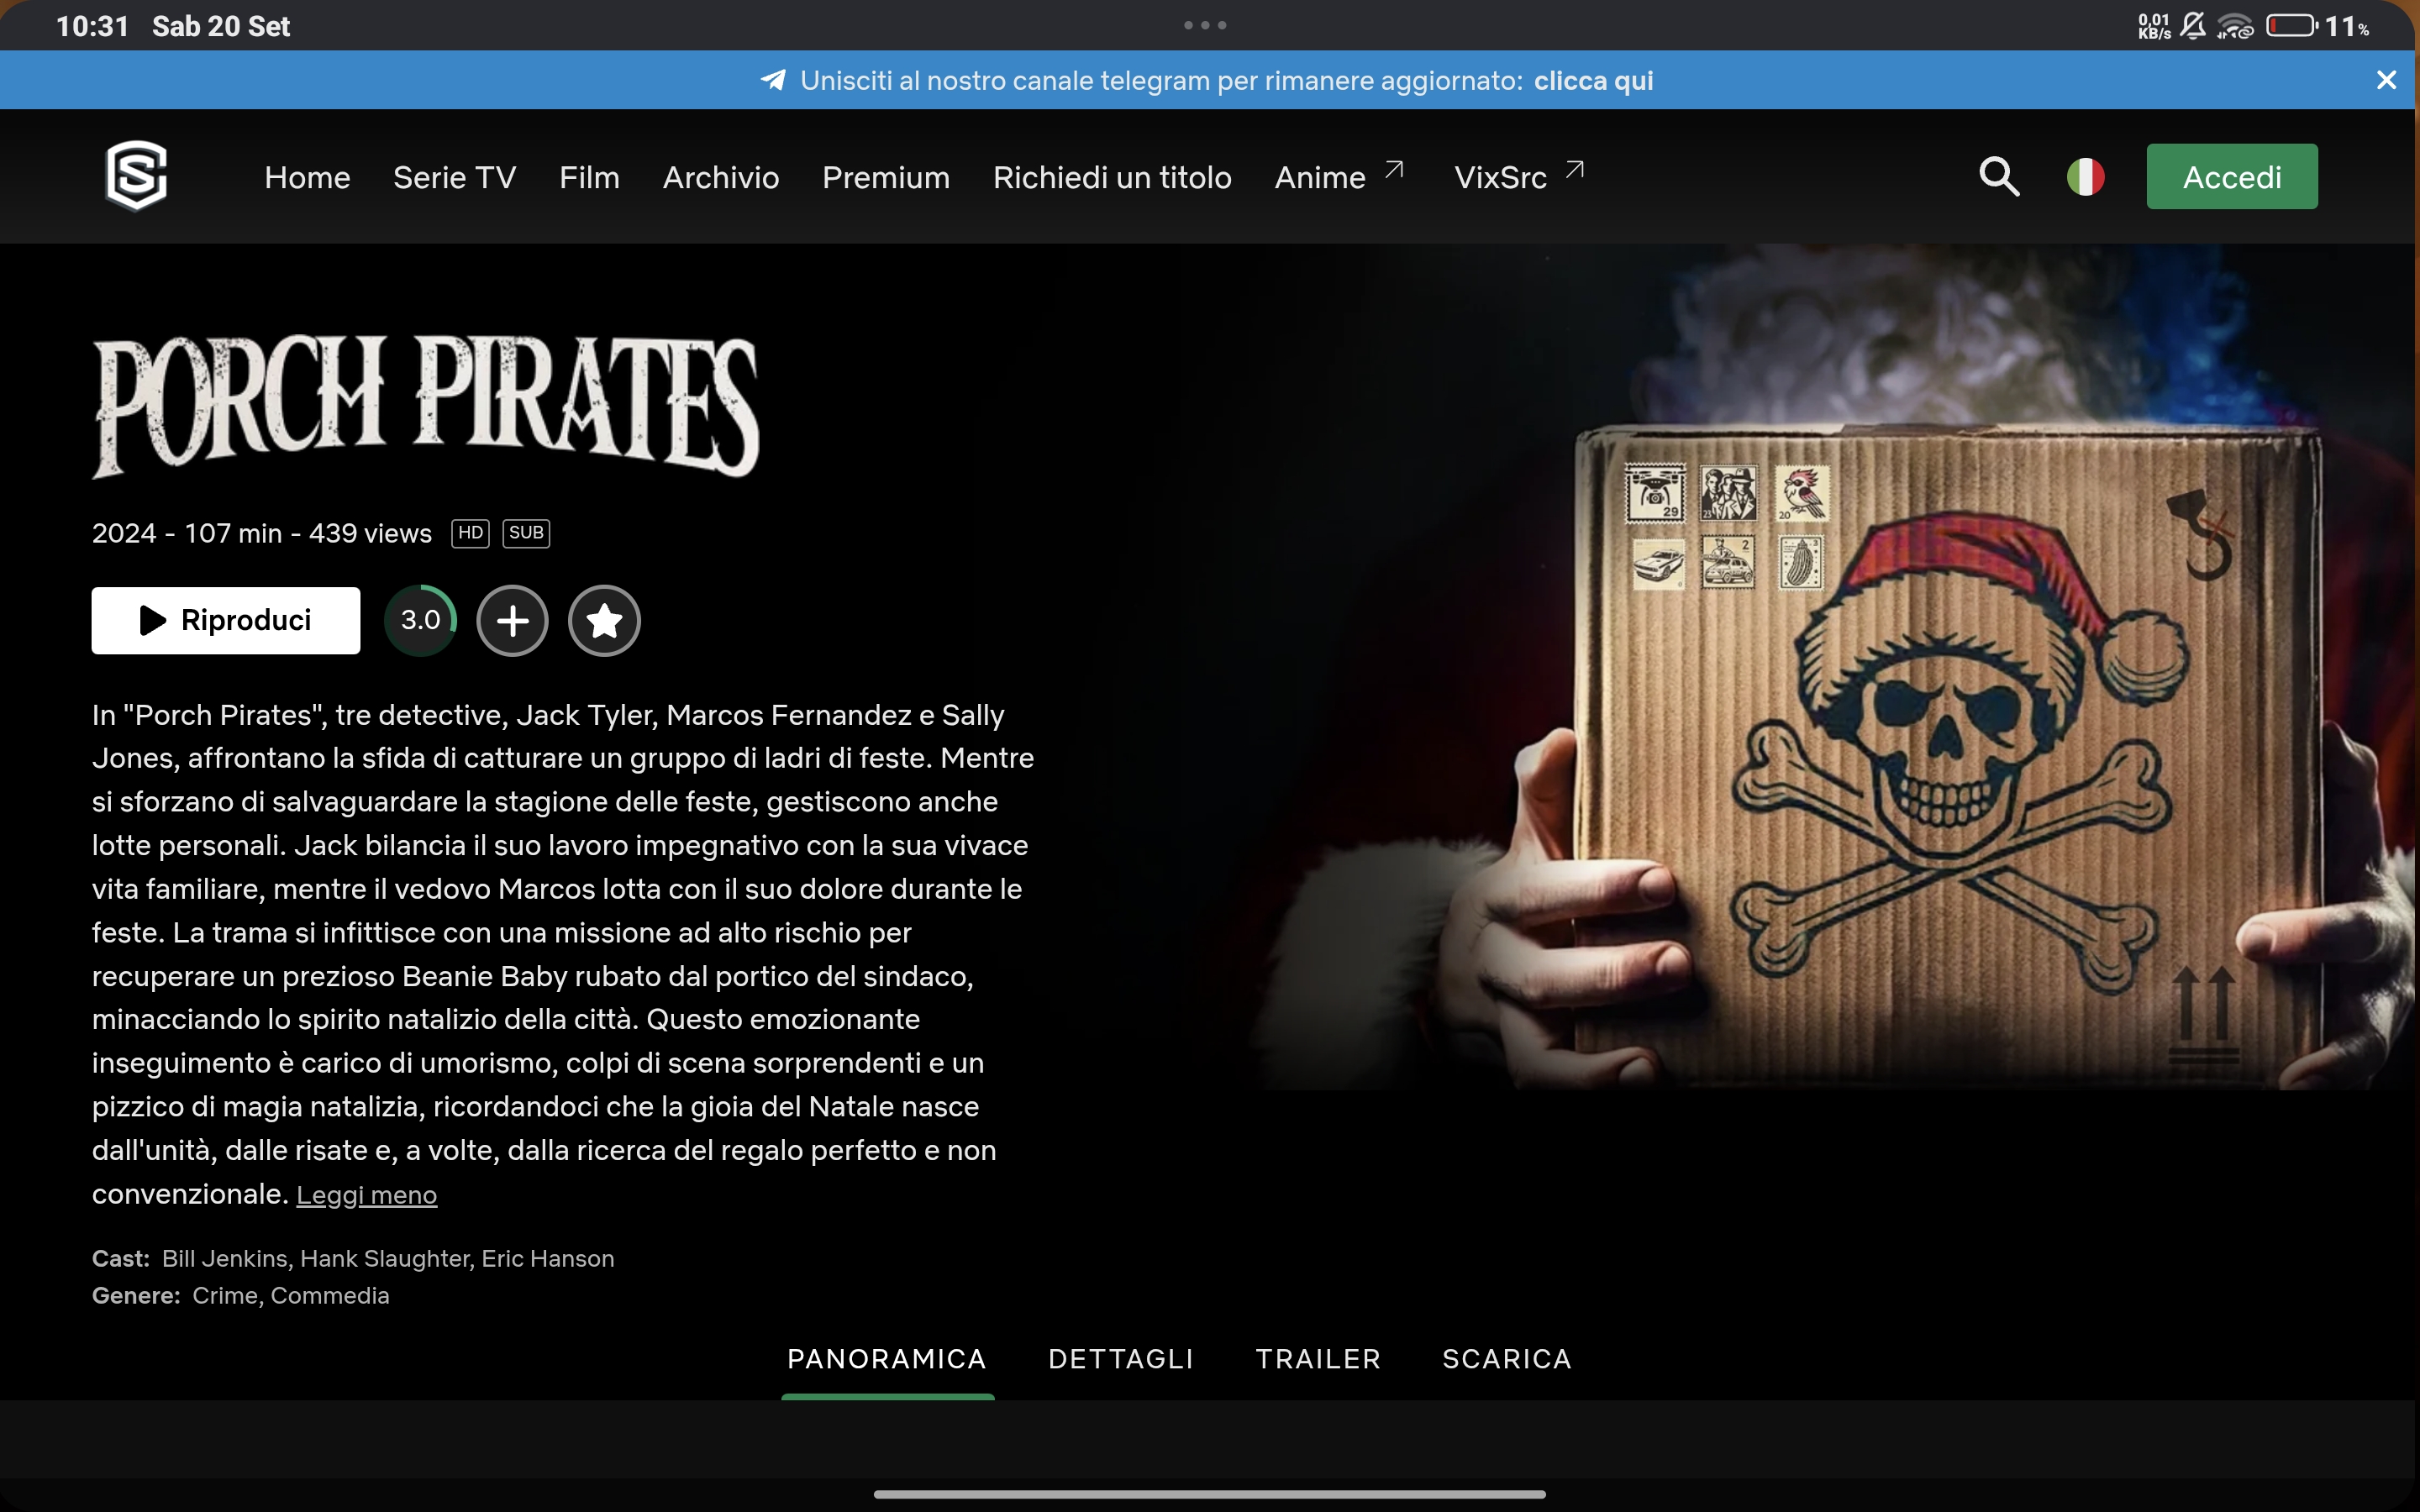 10:31 Sab 20 Set
0,01 KB/s 11%
Unisciti al nostro canale telegram per rimanere aggiornato: clicca qui
Home Serie TV Film Archivio Premium Richiedi un titolo Anime VixSrc Accedi
PORCH PIRATES
2024 - 107 min - 439 views HD SUB
Riproduci 3.0
In "Porch Pirates", tre detective, Jack Tyler, Marcos Fernandez e Sally
Jones, affrontano la sfida di catturare un gruppo di ladri di feste. Mentre
si sforzano di salvaguardare la stagione delle feste, gestiscono anche
lotte personali. Jack bilancia il suo lavoro impegnativo con la sua vivace
vita familiare, mentre il vedovo Marcos lotta con il suo dolore durante le
feste. La trama si infittisce con una missione ad alto rischio per
recuperare un prezioso Beanie Baby rubato dal portico del sindaco,
minacciando lo spirito natalizio della città. Questo emozionante
inseguimento è carico di umorismo, colpi di scena sorprendenti e un
pizzico di magia natalizia, ricordandoci che la gioia del Natale nasce
dall'unità, dalle risate e, a volte, dalla ricerca del regalo perfetto e non
convenzionale. Leggi meno
Cast: Bill Jenkins, Hank Slaughter, Eric Hanson
Genere: Crime, Commedia
PANORAMICA DETTAGLI TRAILER SCARICA
29 23 20
2